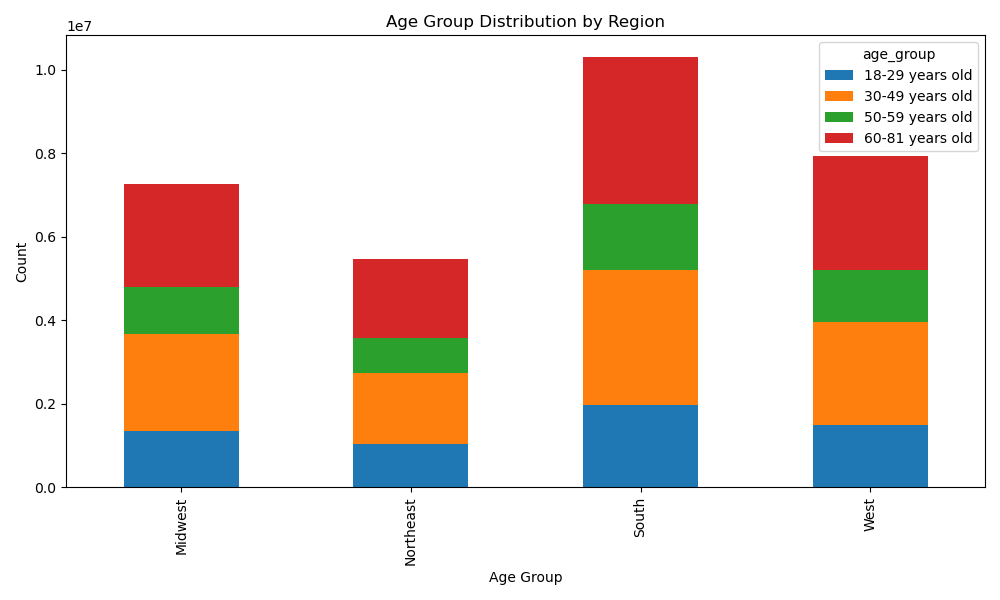 Age Group Distribution by Region
1e7
age_group
18-29 years old
30-49 years old
50-59 years old
60-81 years old
1.0
0.8
0.6
0.4
0.2
0.0
Count
Midwest
Northeast
South
West
Age Group